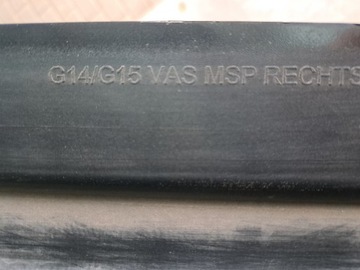 G14/G15 VAS MSP RECHTS